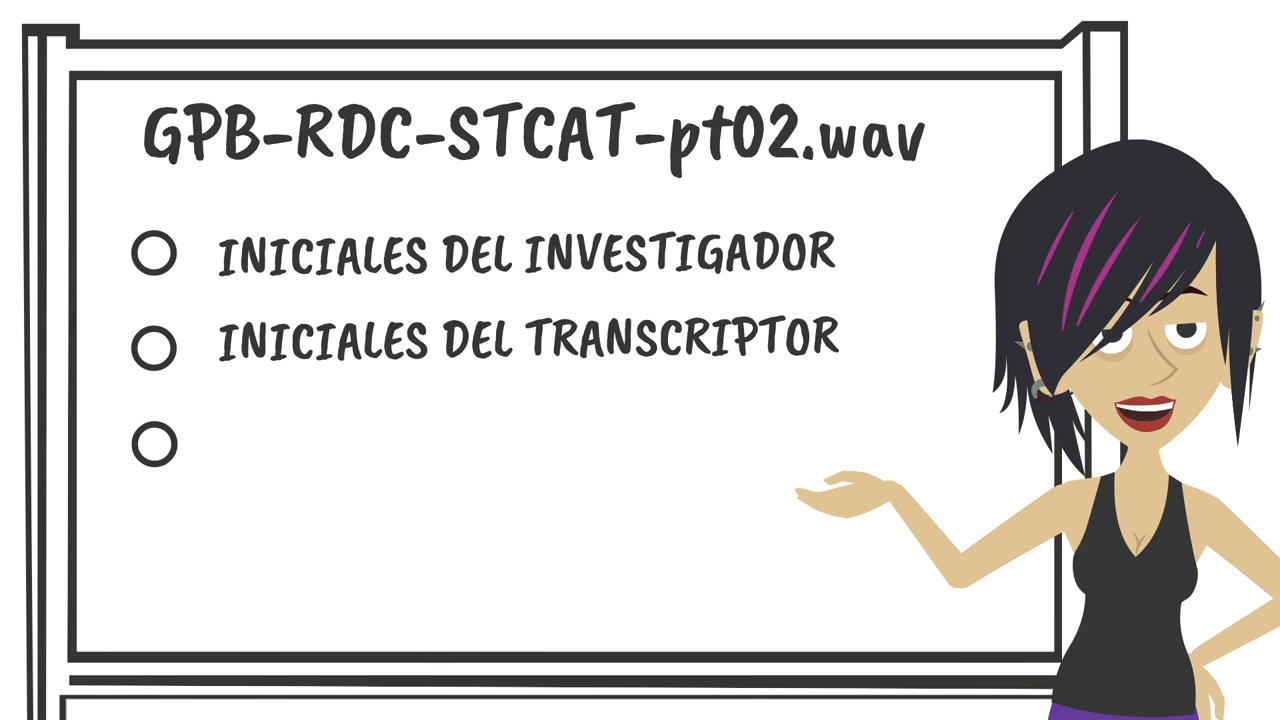 GPB-RDC-STCAT-pt02.wav
INICIALES DEL INVESTIGADOR
INICIALES DEL TRANSCRIPTOR